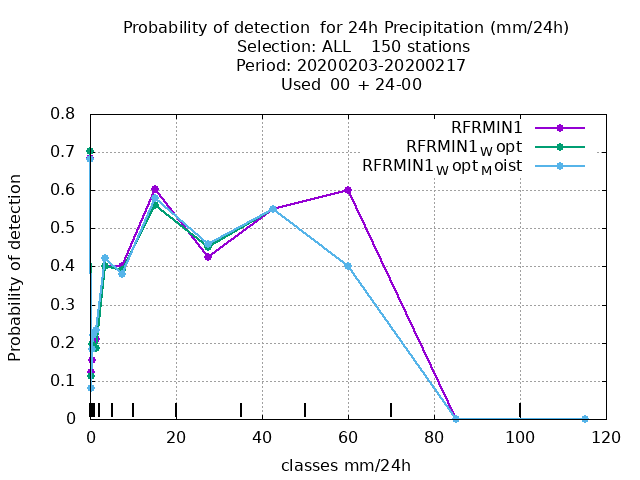 Probability of detection  for 24h Precipitation (mm/24h)
Selection: ALL    150 stations
Period: 20200203-20200217
Used  00 + 24-00
RFRMIN1
RFRMIN1Wopt
RFRMIN1WoptMoist
Probability of detection
0.8
0.7
0.6
0.5
0.4
0.3
0.2
0.1
0
0 20 40 60 80 100 120
classes mm/24h